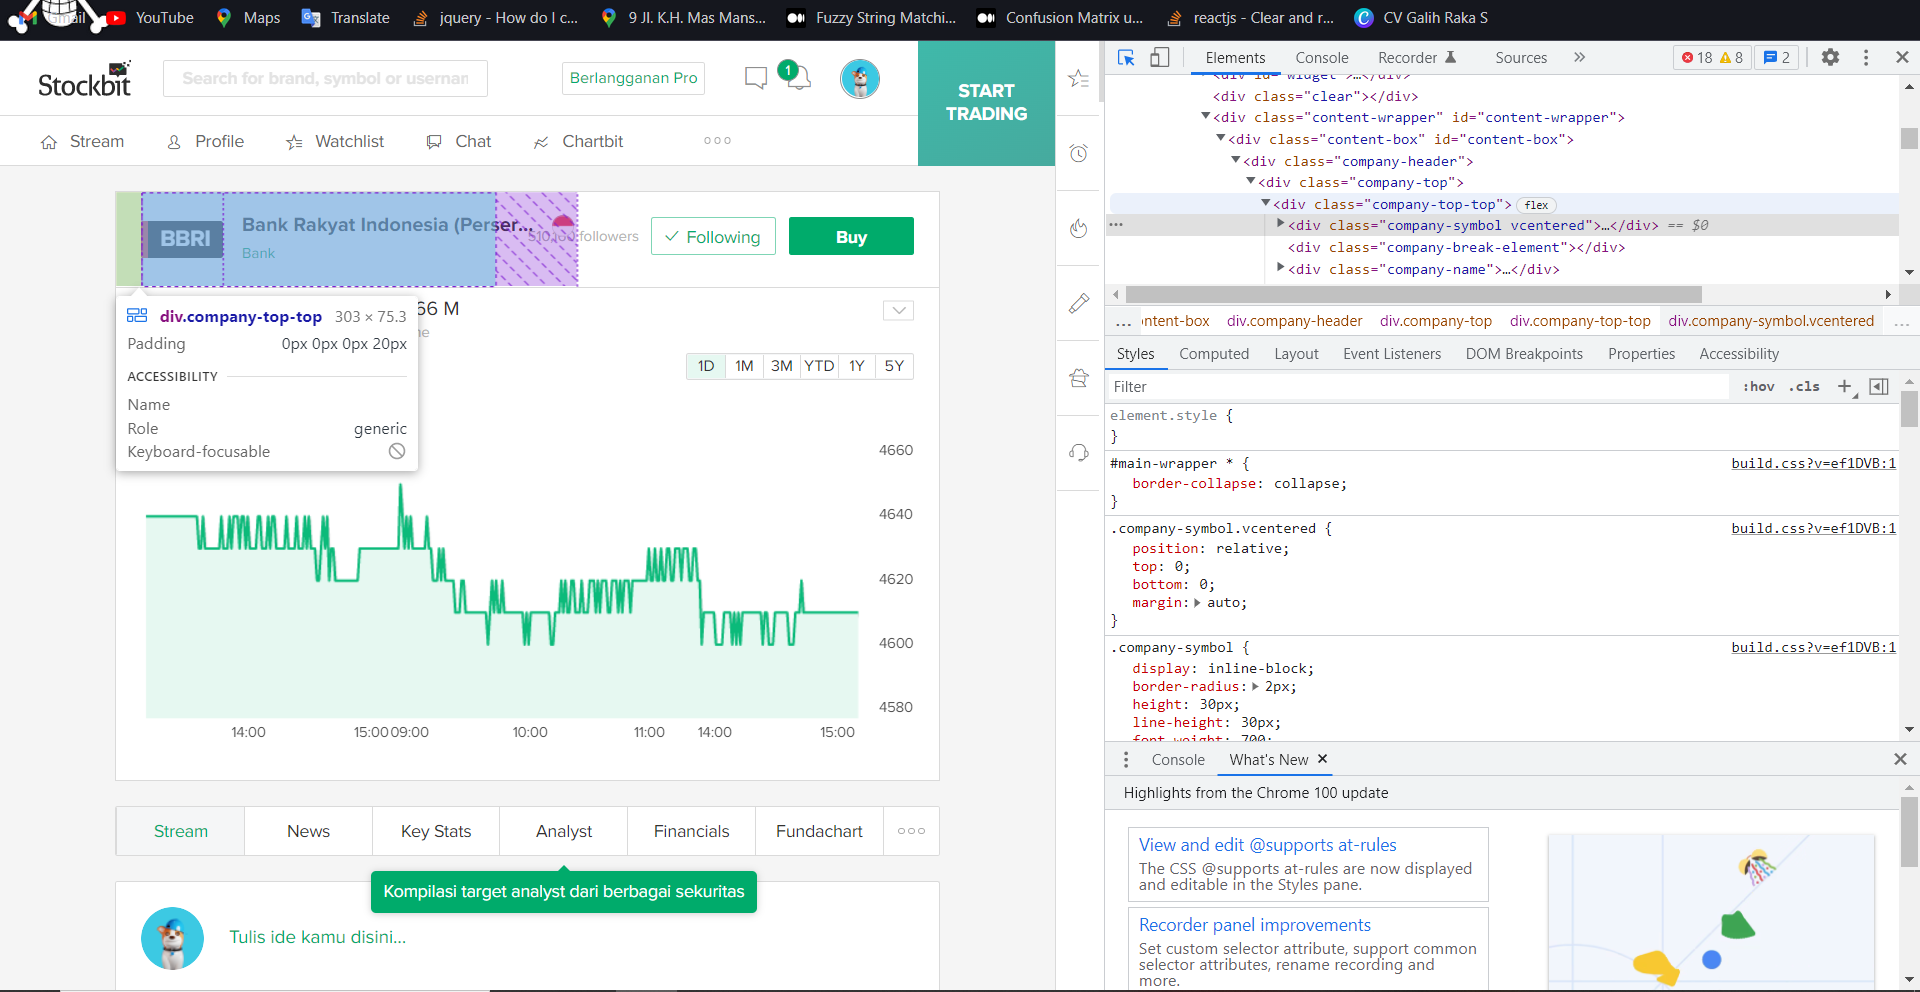 Gmail
YouTube
Maps
Translate
jquery - How do I c...
9 Jl. K.H. Mas Mans...
Fuzzy String Matchi...
Confusion Matrix u...
reactjs - Clear and r...
CV Galih Raka S
Stockbit
Search for brand, symbol or usernam
Berlangganan Pro
1
START
TRADING
Stream
Profile
Watchlist
Chat
Chartbit
BBRI
Bank Rakyat Indonesia (Perser...
Bank
followers
Following
Buy
66 M
ne
div.company-top-top 303 × 75.3
Padding 0px 0px 0px 20px
ACCESSIBILITY
Name
Role generic
Keyboard-focusable
1D 1M 3M YTD 1Y 5Y
4660
4640
4620
4600
4580
14:00 15:00 09:00 10:00 11:00 14:00 15:00
Stream News Key Stats Analyst Financials Fundachart
Kompilasi target analyst dari berbagai sekuritas
Tulis ide kamu disini...
Elements Console Recorder Sources » 18 8 2
<div id="widget">…</div>
<div class="clear"></div>
<div class="content-wrapper" id="content-wrapper">
<div class="content-box" id="content-box">
<div class="company-header">
<div class="company-top">
<div class="company-top-top"> flex
<div class="company-symbol vcentered">…</div> == $0
<div class="company-break-element"></div>
<div class="company-name">…</div>
… ntent-box div.company-header div.company-top div.company-top-top div.company-symbol.vcentered …
Styles Computed Layout Event Listeners DOM Breakpoints Properties Accessibility
Filter :hov .cls +
element.style {
}
#main-wrapper * { build.css?v=ef1DVB:1
border-collapse: collapse;
}
.company-symbol.vcentered { build.css?v=ef1DVB:1
position: relative;
top: 0;
bottom: 0;
margin: auto;
}
.company-symbol { build.css?v=ef1DVB:1
display: inline-block;
border-radius: 2px;
height: 30px;
line-height: 30px;
font-weight: 700;
Console What's New
Highlights from the Chrome 100 update
View and edit @supports at-rules
The CSS @supports at-rules are now displayed
and editable in the Styles pane.
Recorder panel improvements
Set custom selector attribute, support common
selector attributes, rename recording and
more.